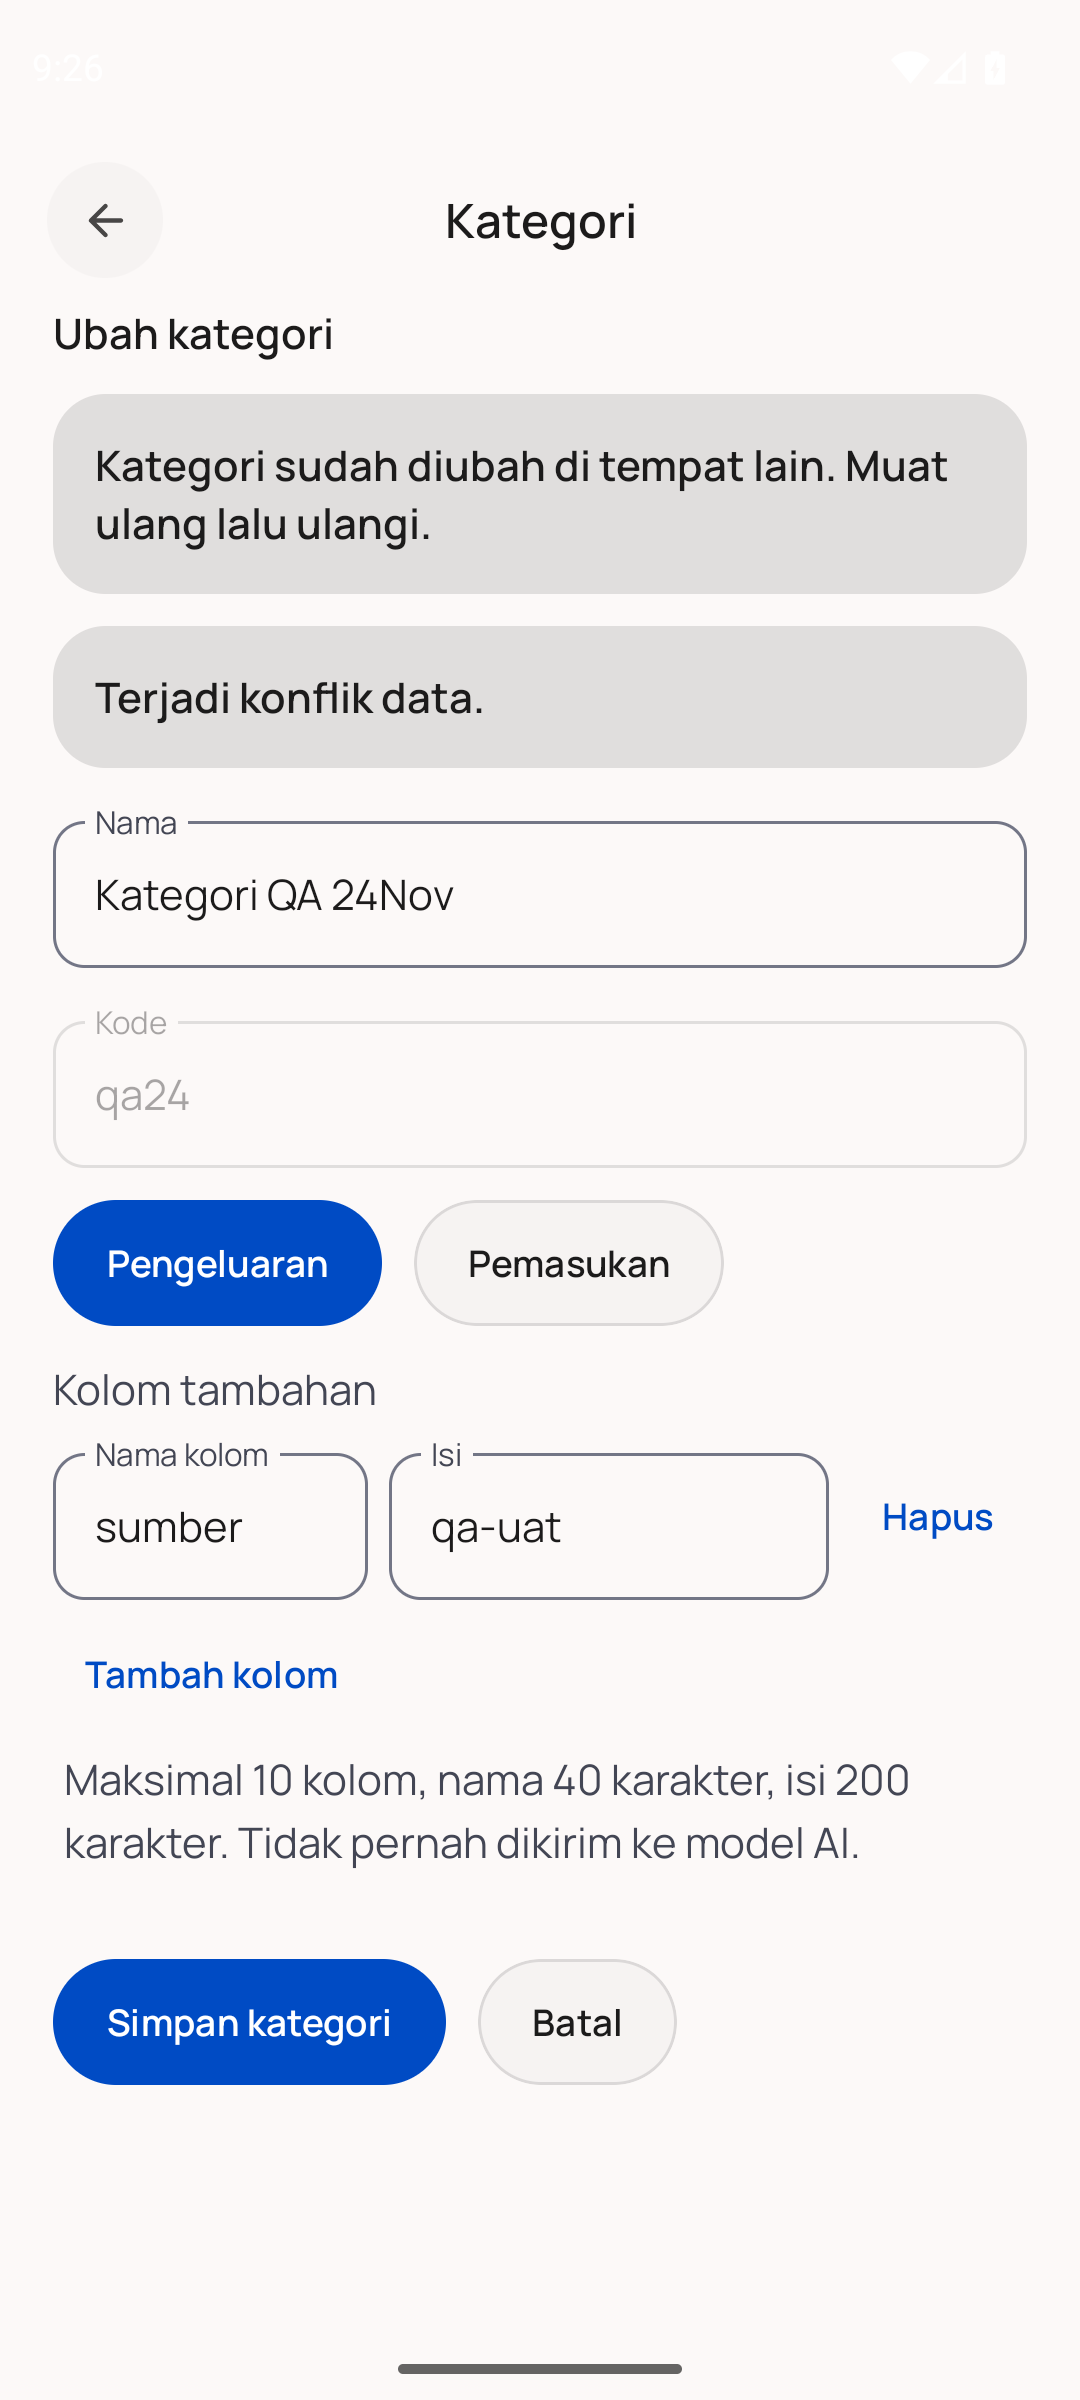 9:26
Kategori
Ubah kategori
Kategori sudah diubah di tempat lain. Muat
ulang lalu ulangi.
Terjadi konflik data.
Nama
Kategori QA 24Nov
Kode
qa24
Pengeluaran
Pemasukan
Kolom tambahan
Nama kolom
sumber
Isi
qa-uat
Hapus
Tambah kolom
Maksimal 10 kolom, nama 40 karakter, isi 200
karakter. Tidak pernah dikirim ke model AI.
Simpan kategori
Batal